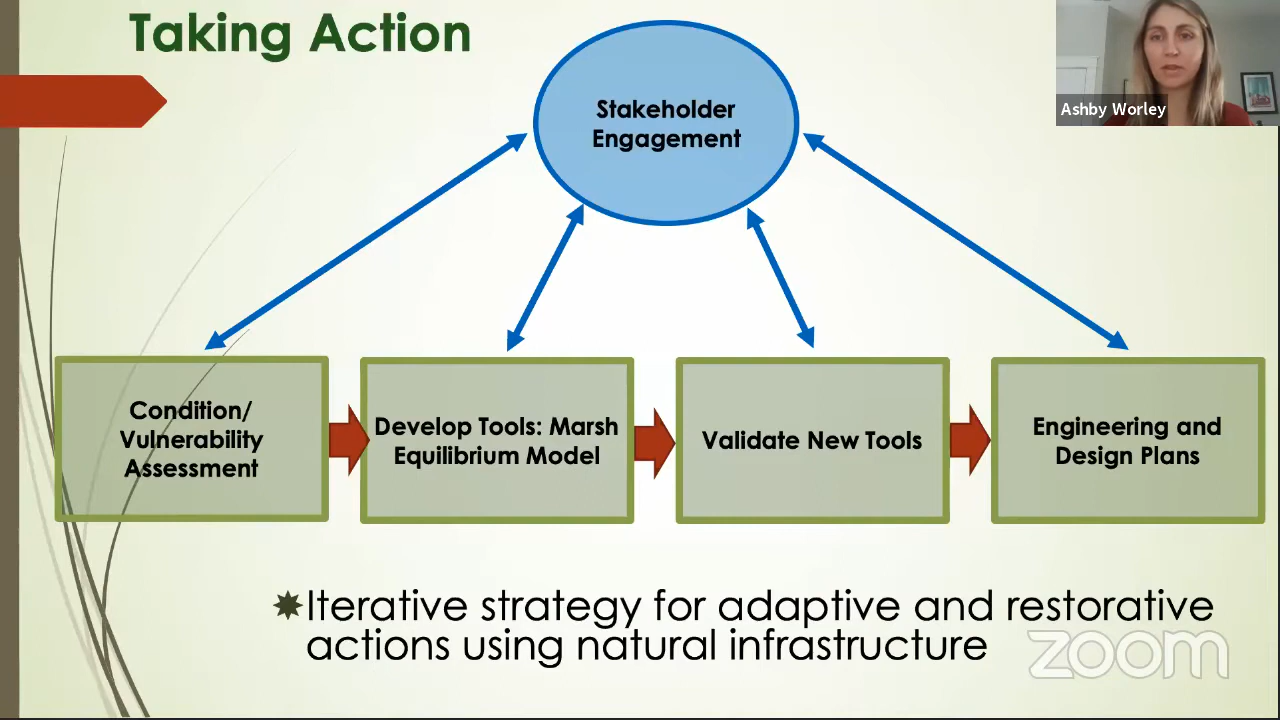 Taking Action
Stakeholder
Engagement
Ashby Worley
Condition/
Vulnerability
Assessment
Develop Tools: Marsh
Equilibrium Model
Validate New Tools
Engineering and
Design Plans
Iterative strategy for adaptive and restorative
actions using natural infrastructure
zoom